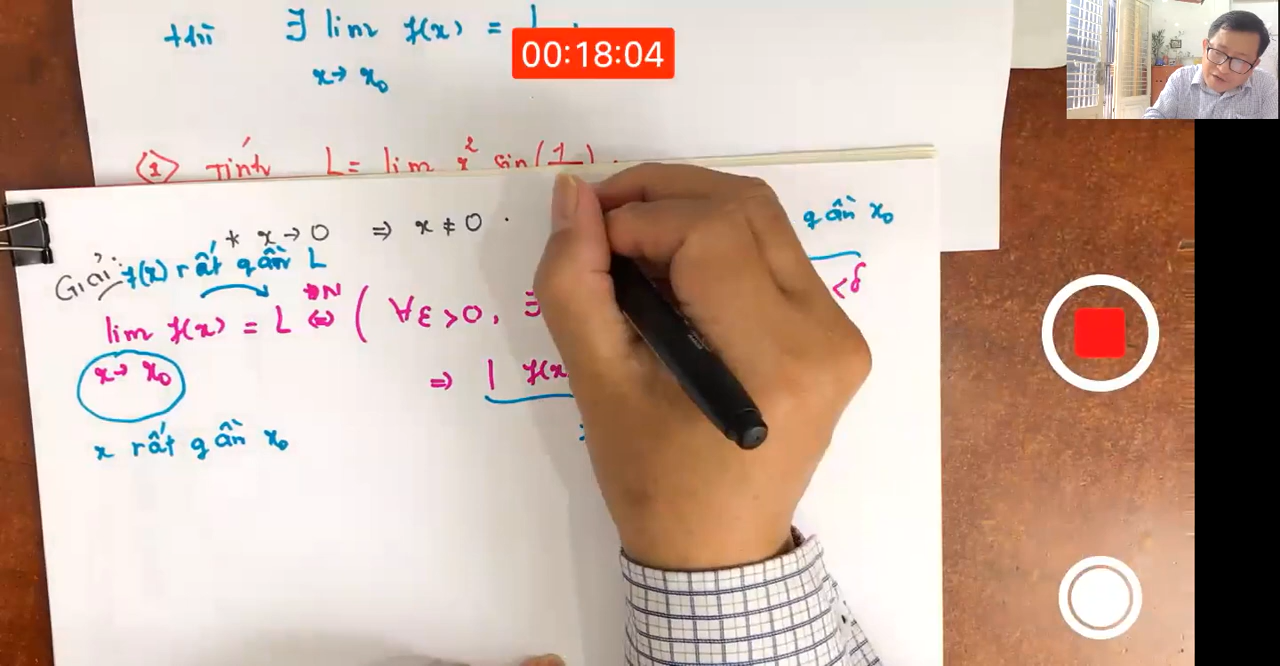 thì ∃ lim f(x) = L
x → x₀
00:18:04
① Tính L = lim x² sin(1
* x → 0 ⇒ x ≠ 0 .
gần x₀
Giải: f(x) rất gần L
lim f(x) = L ⇔ĐN ( ∀ε>0, ∃ <δ
x → x₀ ⇒ | f(x
x rất gần x₀